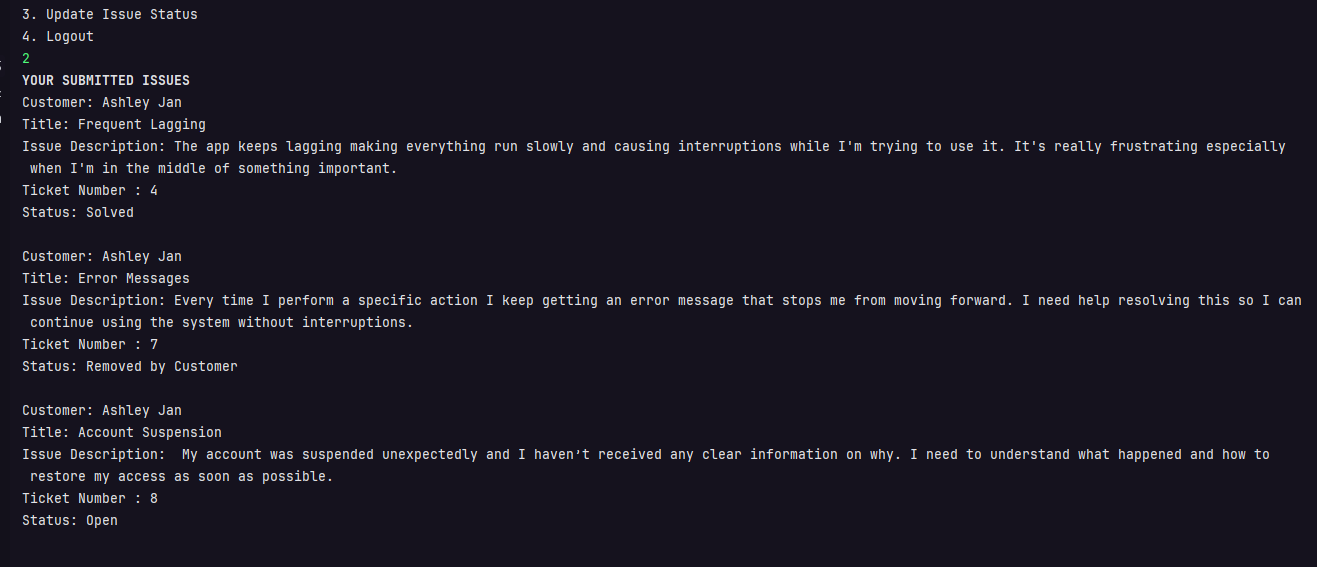 3. Update Issue Status
4. Logout
2
YOUR SUBMITTED ISSUES
Customer: Ashley Jan
Title: Frequent Lagging
Issue Description: The app keeps lagging making everything run slowly and causing interruptions while I'm trying to use it. It's really frustrating especially
when I'm in the middle of something important.
Ticket Number : 4
Status: Solved

Customer: Ashley Jan
Title: Error Messages
Issue Description: Every time I perform a specific action I keep getting an error message that stops me from moving forward. I need help resolving this so I can
continue using the system without interruptions.
Ticket Number : 7
Status: Removed by Customer

Customer: Ashley Jan
Title: Account Suspension
Issue Description:  My account was suspended unexpectedly and I haven’t received any clear information on why. I need to understand what happened and how to
restore my access as soon as possible.
Ticket Number : 8
Status: Open